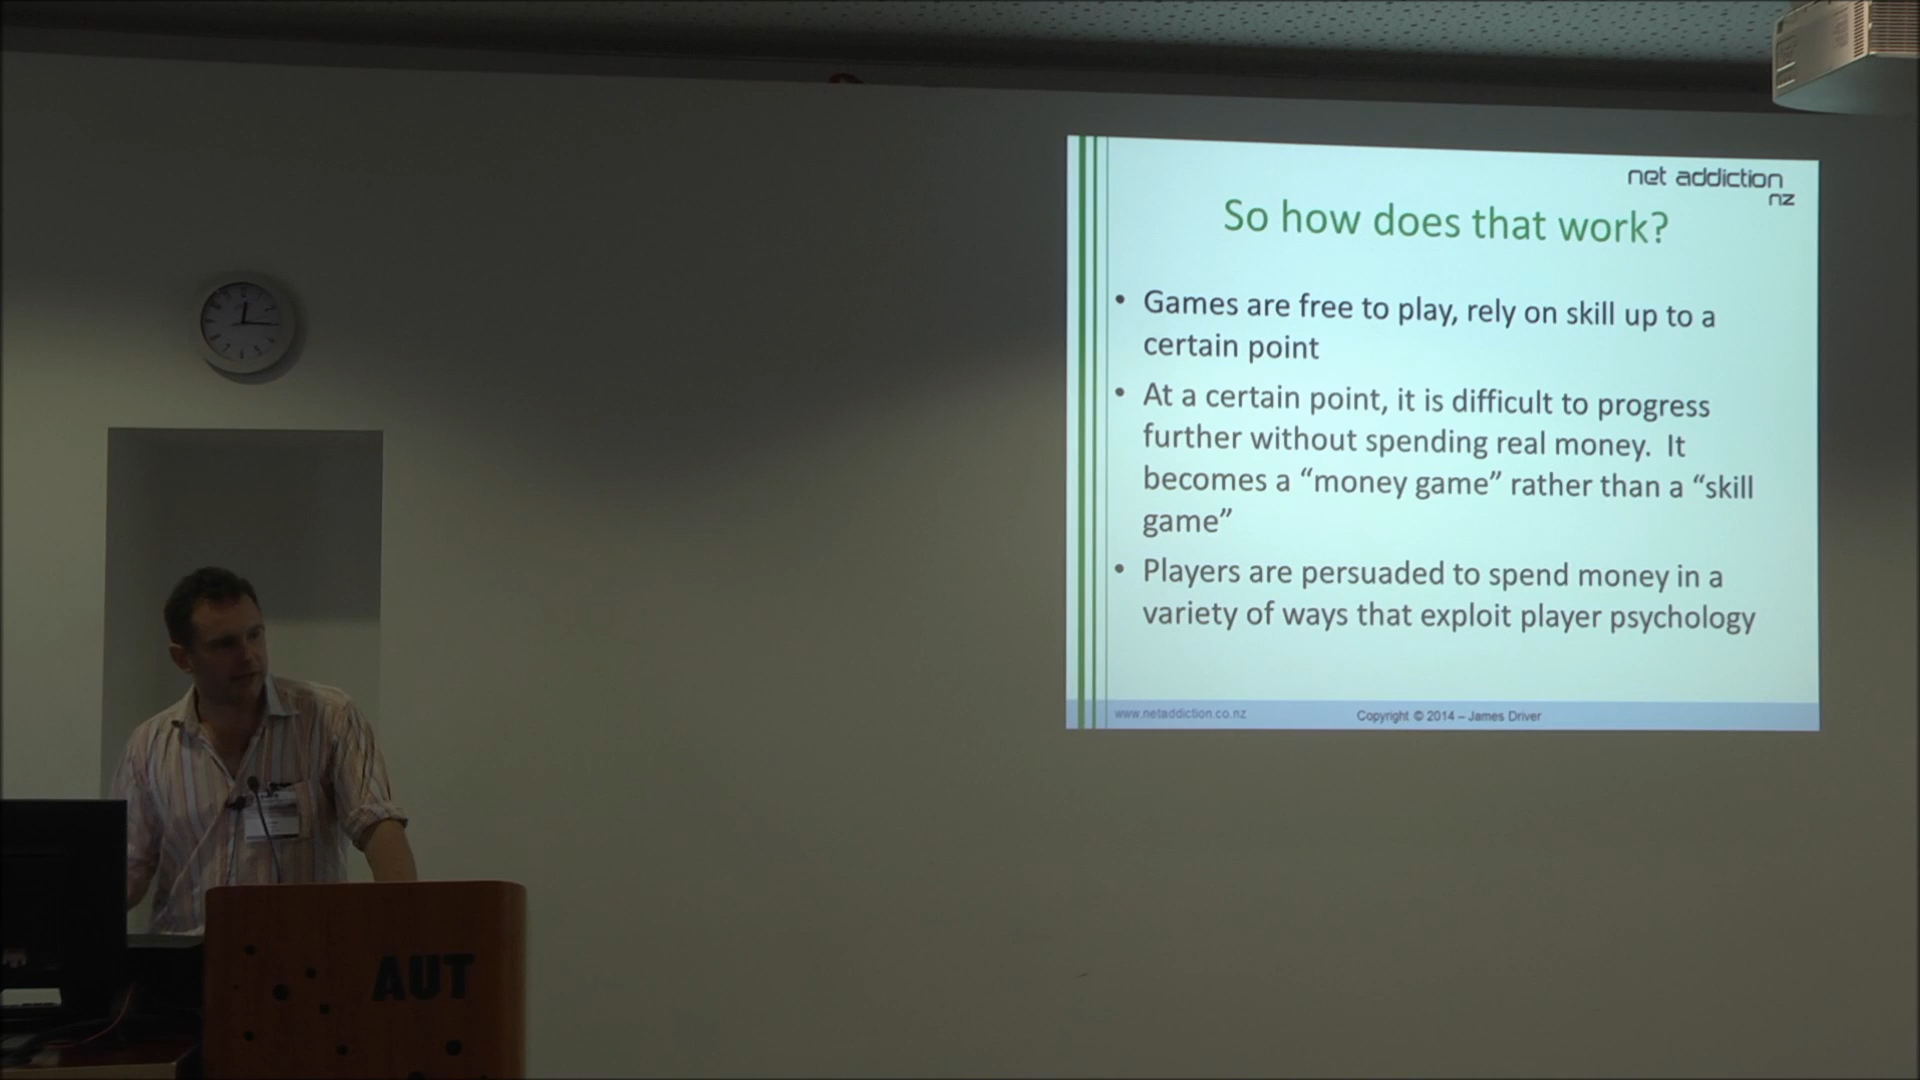 net addiction
nz
So how does that work?
• Games are free to play, rely on skill up to a
certain point
• At a certain point, it is difficult to progress
further without spending real money.  It
becomes a “money game” rather than a “skill
game”
• Players are persuaded to spend money in a
variety of ways that exploit player psychology
www.netaddiction.co.nz
Copyright © 2014 – James Driver
AUT